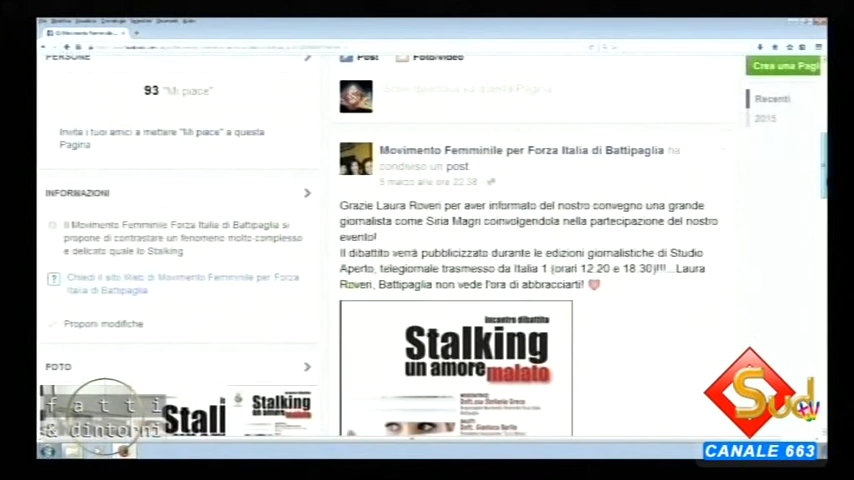 PERSONE
93 "Mi piace"
Invita i tuoi amici a mettere "Mi piace" a questa
Pagina
INFORMAZIONI
Il Movimento Femminile Forza Italia di Battipaglia si
propone di contrastare un fenomeno molto complesso
e delicato quale lo Stalking
? Chiedi il sito Web di Movimento Femminile per Forza
Italia di Battipaglia
Proponi modifiche
FOTO
Stalking
un amore
malato
Post
Foto/video
su questa Pagina
Movimento Femminile per Forza Italia di Battipaglia ha
condiviso un post.
5 marzo alle ore 22.38
Grazie Laura Roveri per aver informato del nostro convegno una grande
giornalista come Siria Magri coinvolgendola nella partecipazione del nostro
evento!
Il dibattito verrà pubblicizzato durante le edizioni giornalistiche di Studio
Aperto, telegiornale trasmesso da Italia 1 (orari 12.20 e 18.30)!!!...Laura
Roveri, Battipaglia non vede l'ora di abbracciarti!
incontro dibattito
Stalking
un amore malato
Crea una Pagi
Recenti
2015
fatti
& dintorni
Sud tv
CANALE 663